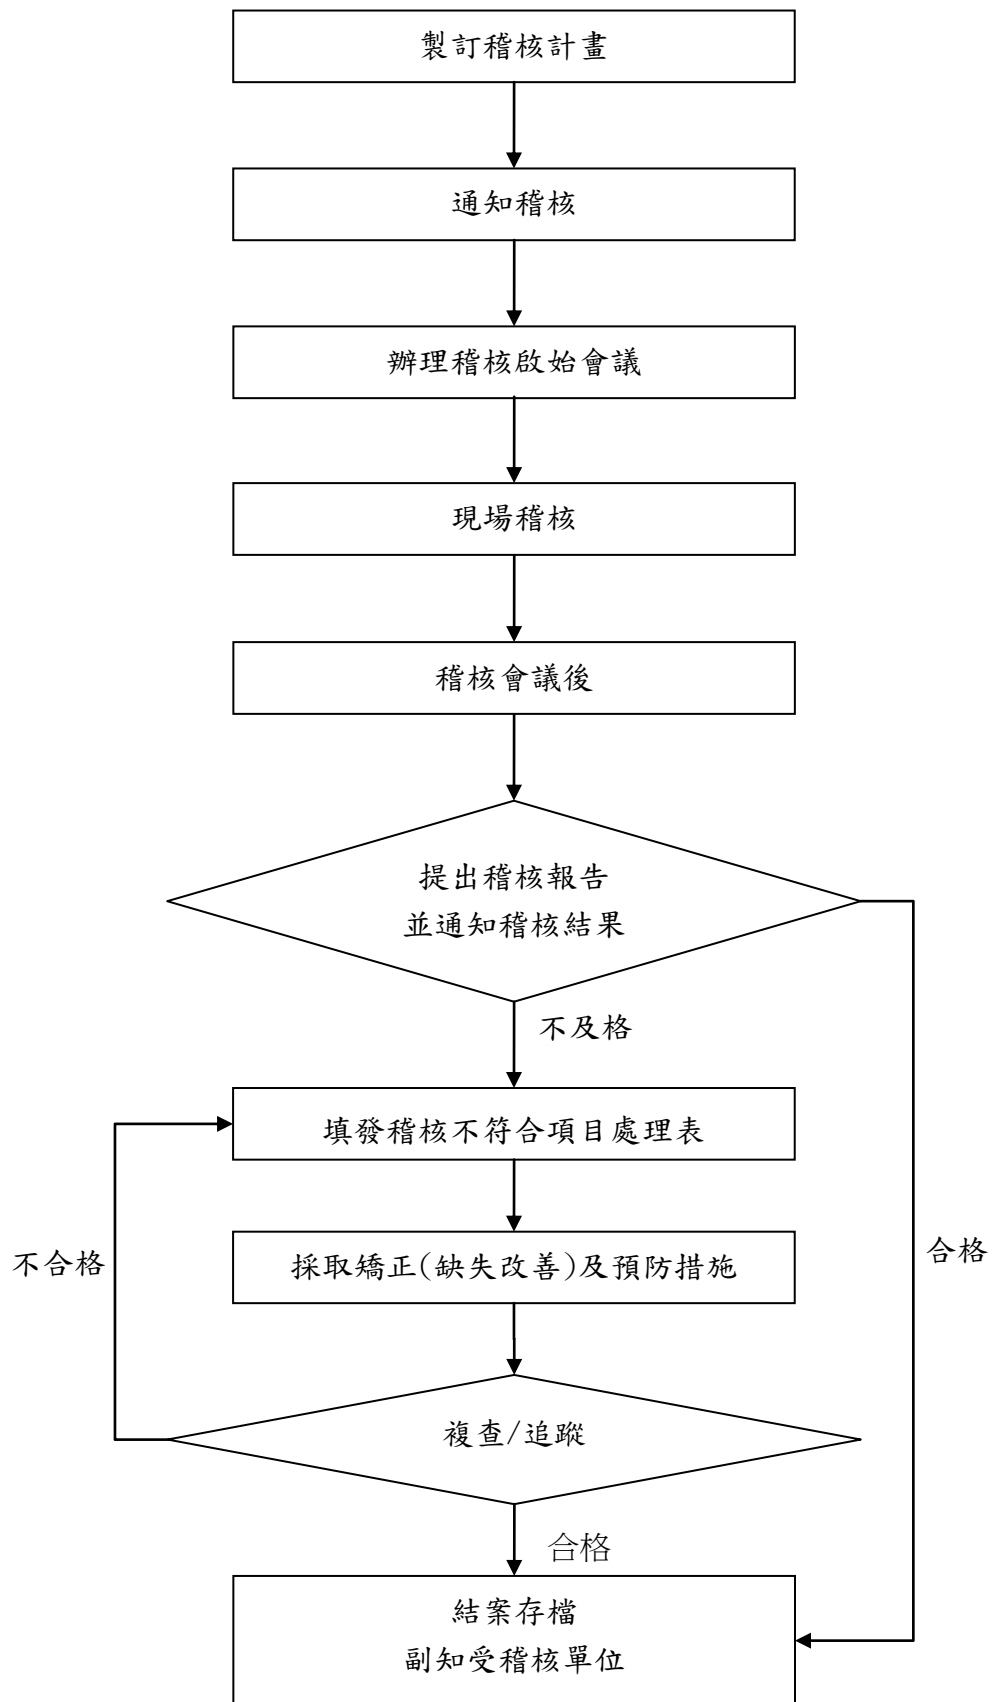 製訂稽核計畫
通知稽核
辦理稽核啟始會議
現場稽核
稽核會議後
提出稽核報告
並通知稽核結果
不及格
填發稽核不符合項目處理表
採取矯正(缺失改善)及預防措施
不合格
合格
複查/追蹤
合格
結案存檔
副知受稽核單位